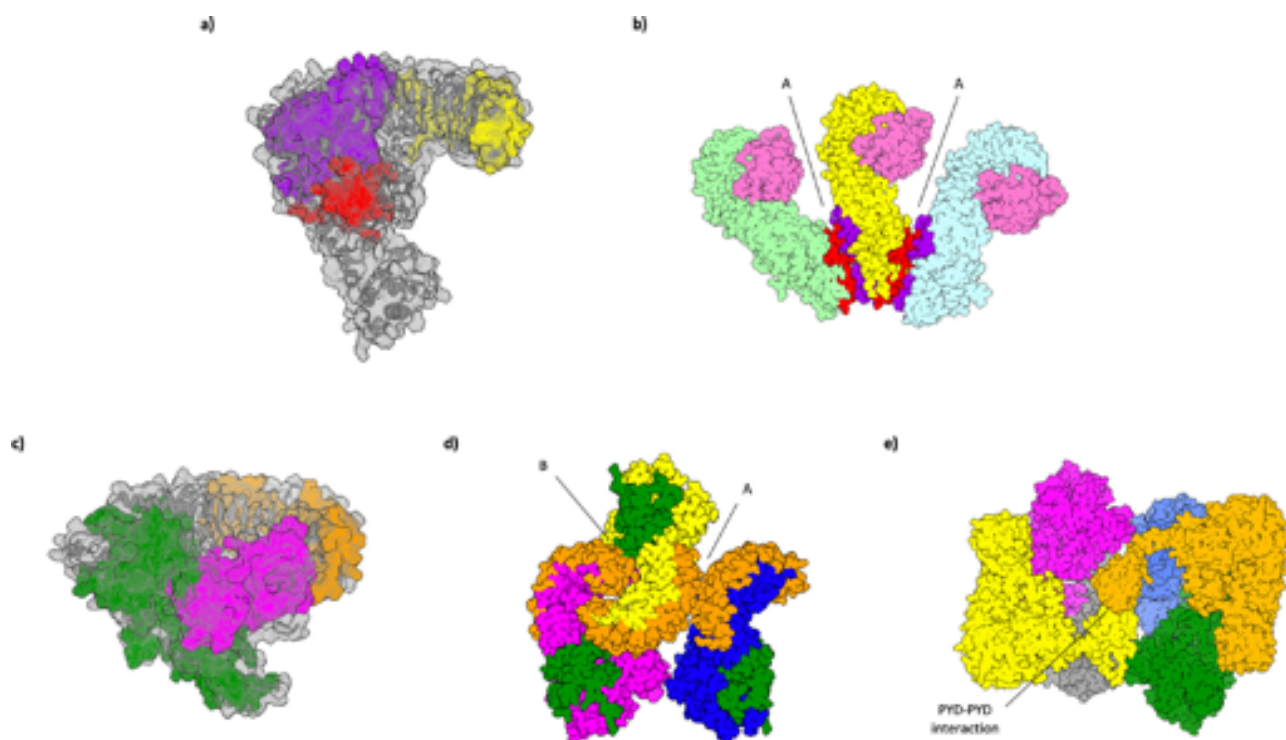 a)
b)
A
A
c)
d)
e)
B
A
PYD-PYD
interaction